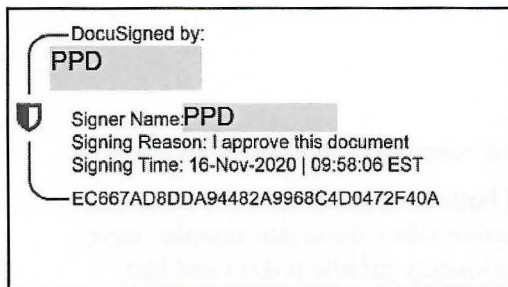 DocuSigned by:
PPD
Signer Name:PPD
Signing Reason: I approve this document
Signing Time: 16-Nov-2020 | 09:58:06 EST
EC667AD8DDA94482A9968C4D0472F40A